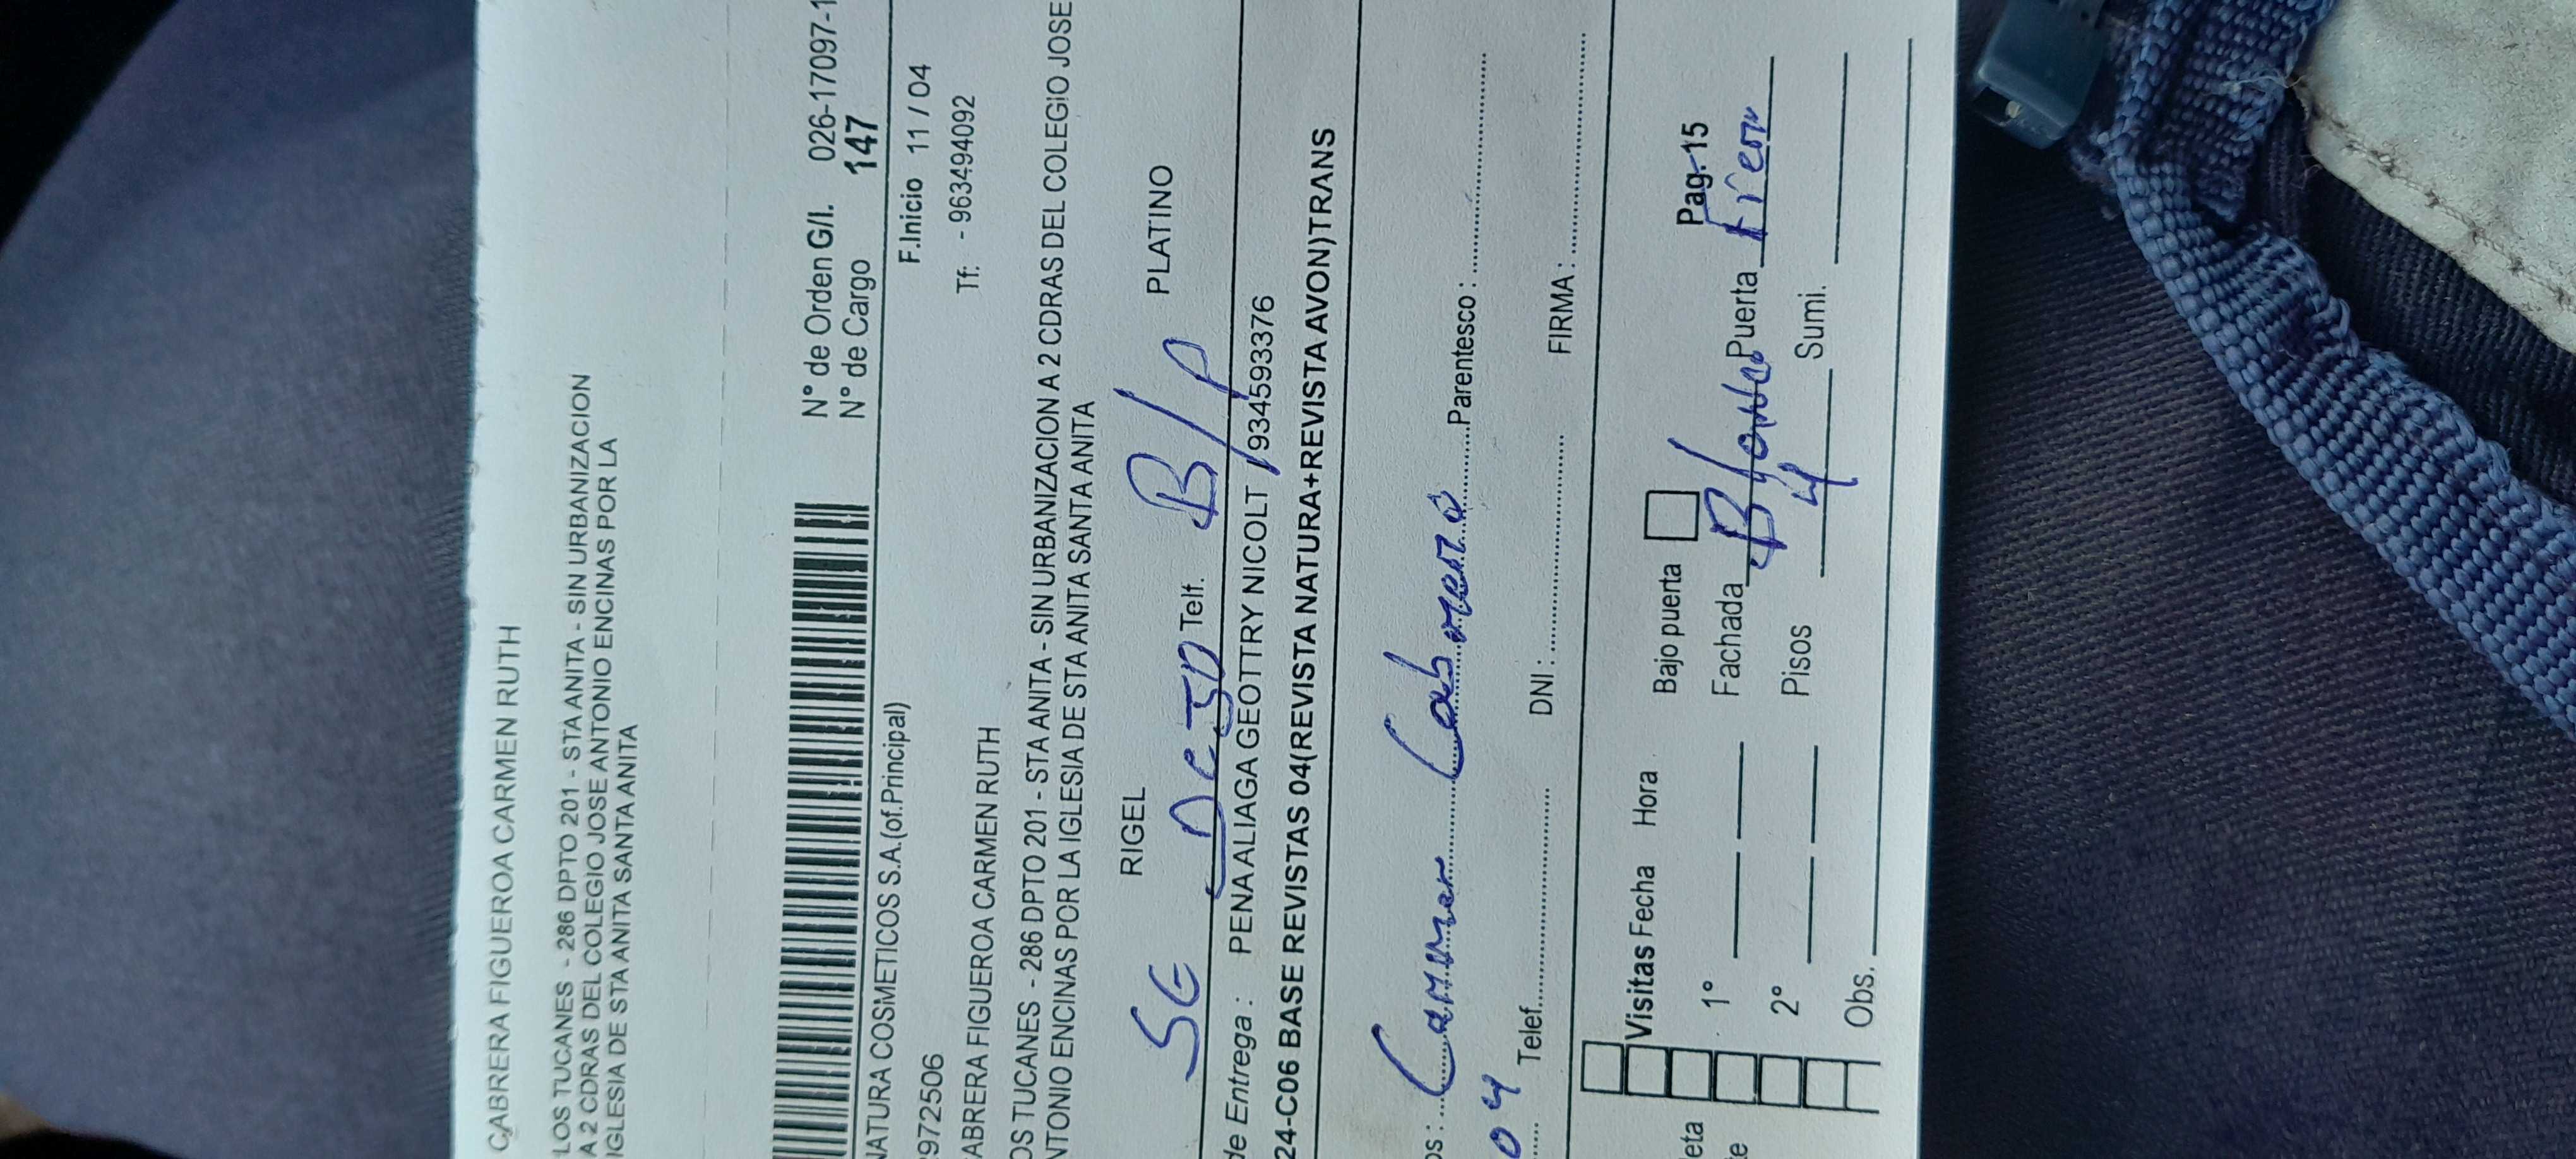 CABRERA FIGUEROA CARMEN RUTH
LOS TUCANES - 286 DPTO 201 - STA ANITA - SIN URBANIZACION
A 2 CDRAS DEL COLEGIO JOSE ANTONIO ENCINAS POR LA
IGLESIA DE STA ANITA SANTA ANITA
N° de Orden G/I. 026-17097-1
N° de Cargo 147
NATURA COSMETICOS S.A.(of.Principal) F.Inicio 11 / 04
9972506 Tf: - 963494092
ABRERA FIGUEROA CARMEN RUTH
OS TUCANES - 286 DPTO 201 - STA ANITA - SIN URBANIZACION A 2 CDRAS DEL COLEGIO JOSE
NTONIO ENCINAS POR LA IGLESIA DE STA ANITA SANTA ANITA
RIGEL PLATINO
SE DEJO Telf. B/P
de Entrega : PENA ALIAGA GEOTTRY NICOLT 934593376
24-C06 BASE REVISTAS 04(REVISTA NATURA+REVISTA AVON)TRANS
os : Carmen Cabrera Parentesco :
04 Telef. DNI : FIRMA :
Visitas Fecha Hora Bajo puerta Pag.15
1° Fachada Puerta Fierro
2° Pisos 4 Sumi.
Obs.
eta
te